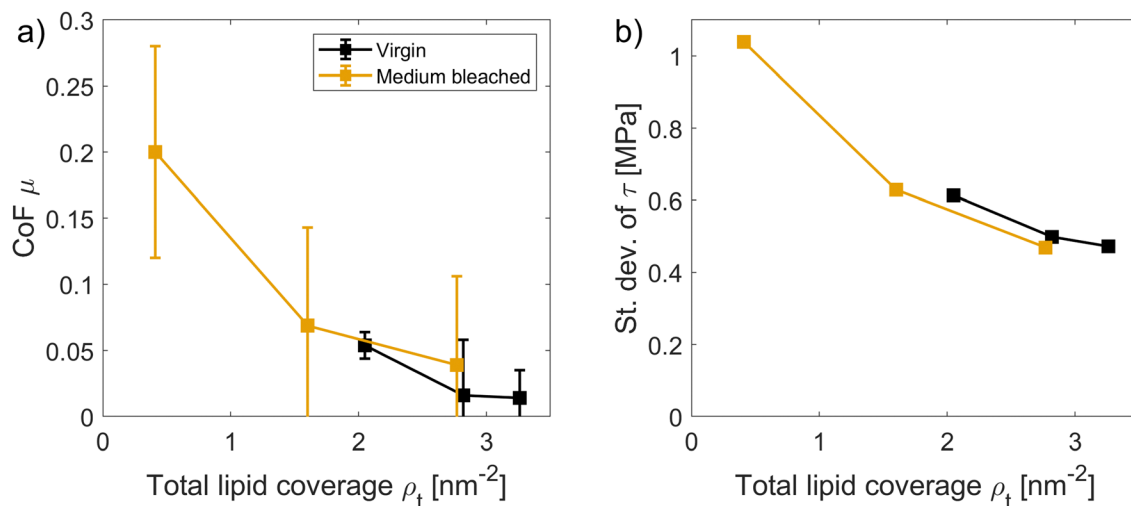 a)
0.3
0.25
0.2
0.15
0.1
0.05
0
CoF μ
Virgin
Medium bleached
0 1 2 3
Total lipid coverage ρt [nm-2]
b)
1
0.8
0.6
0.4
0.2
0
St. dev. of τ [MPa]
0 1 2 3
Total lipid coverage ρt [nm-2]